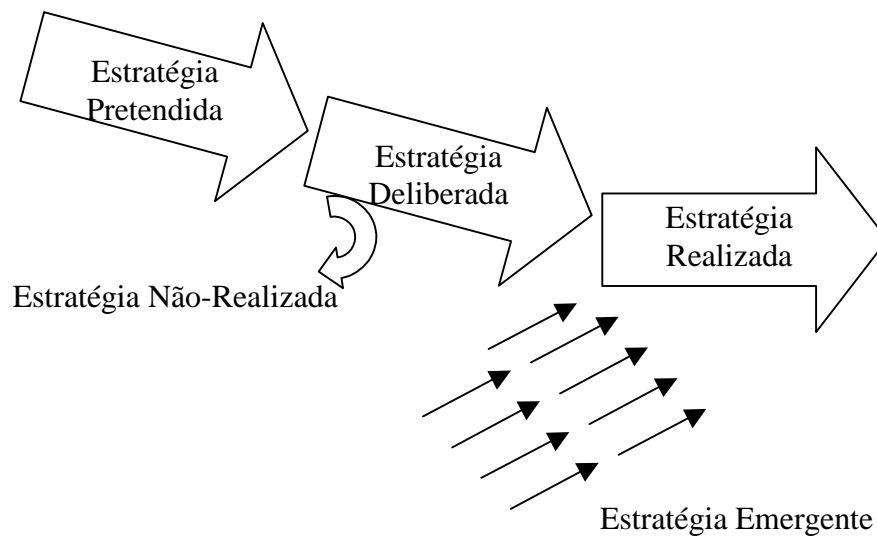 Estratégia
Pretendida
Estratégia
Deliberada
Estratégia
Realizada
Estratégia Não-Realizada
Estratégia Emergente